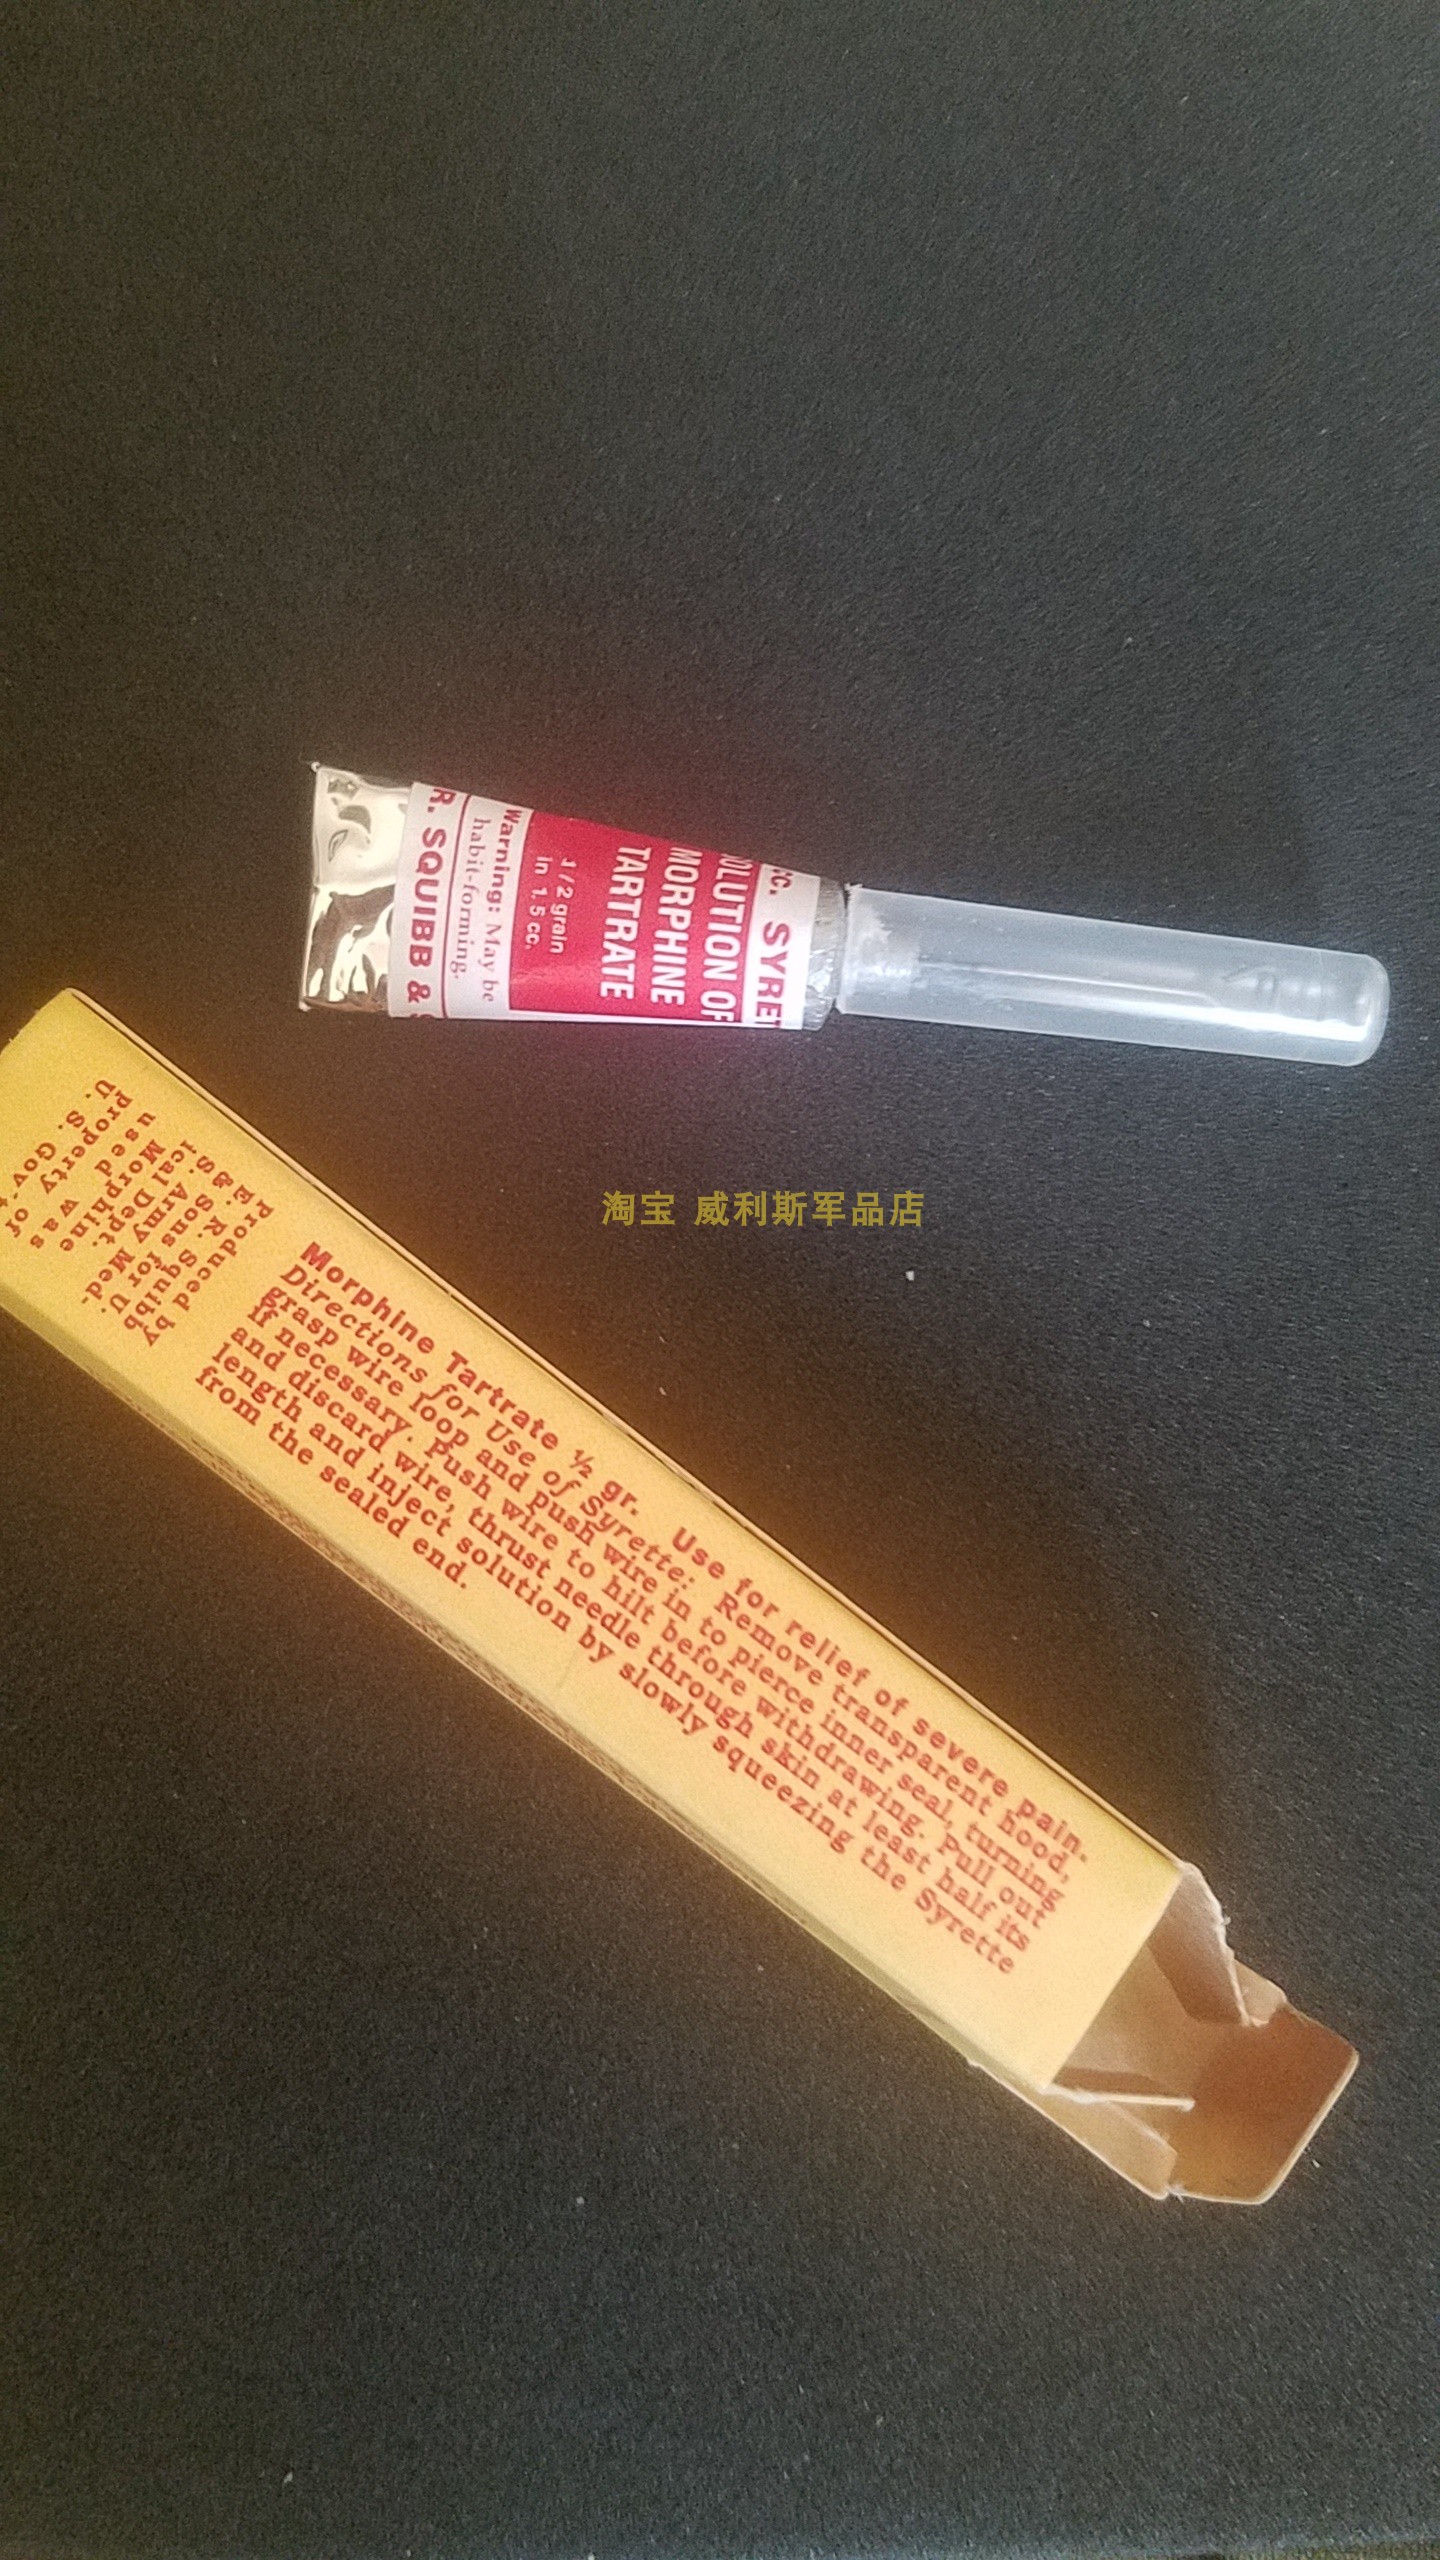 cc. SYRET
SOLUTION OF
MORPHINE
TARTRATE
1/2 grain
in 1.5 cc.
Warning: May be
habit-forming.
R. SQUIBB &
淘宝 威利斯军品店
Morphine Tartrate ½ gr. Use for relief of severe pain.
Directions for Use of Syrette: Remove transparent hood,
grasp wire loop and push wire in to pierce inner seal, turning
if necessary. Push wire to hilt before withdrawing. Pull out
and discard wire, thrust needle through skin at least half its
length and inject solution by slowly squeezing the Syrette
from the sealed end.
Produced by
E. R. Squibb
& Sons for U.
S. Army Med-
ical Dept.
Morphine
used was
property of
U. S. Gov't